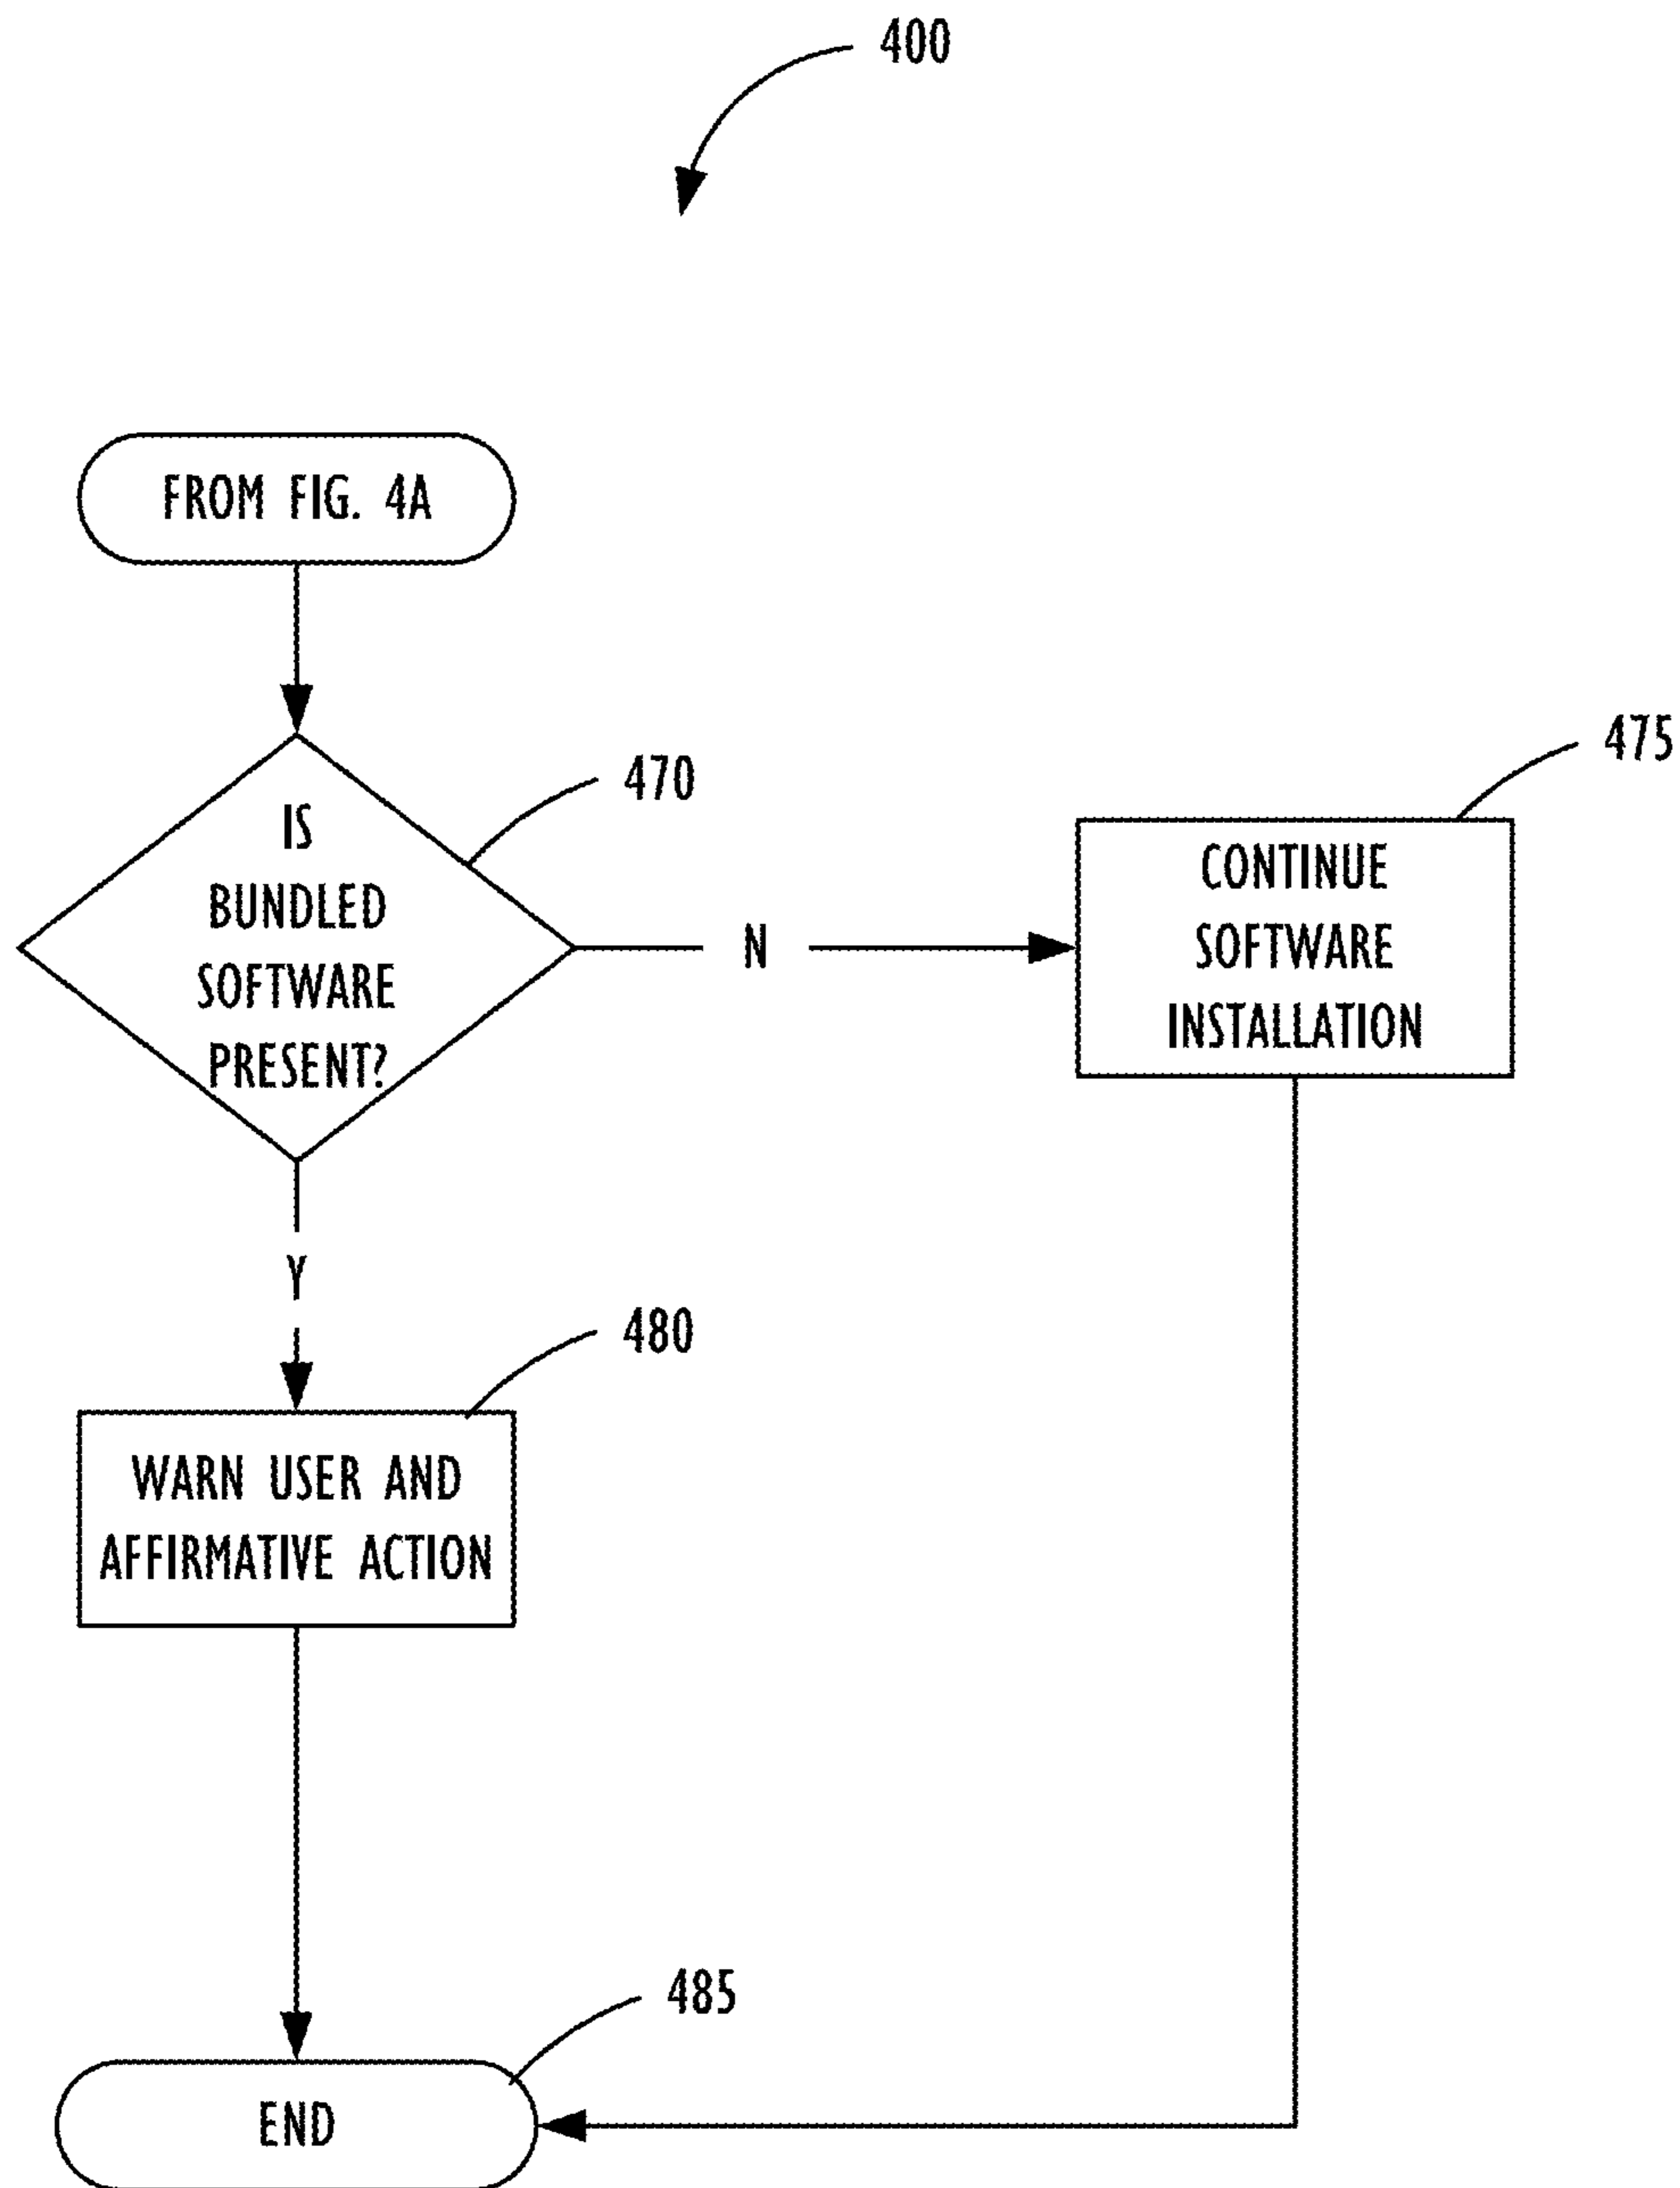 400
FROM FIG. 4A
470
IS
BUNDLED
SOFTWARE
PRESENT?
N
475
CONTINUE
SOFTWARE
INSTALLATION
Y
480
WARN USER AND
AFFIRMATIVE ACTION
485
END